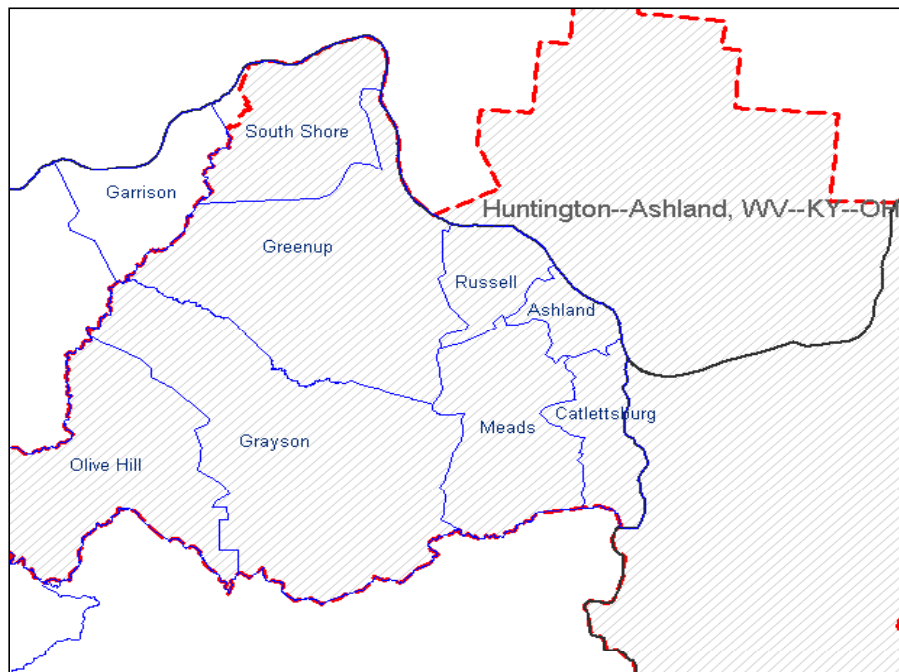 South Shore
Garrison
Huntington--Ashland, WV--KY--OH
Greenup
Russell
Ashland
Catlettsburg
Meads
Grayson
Olive Hill